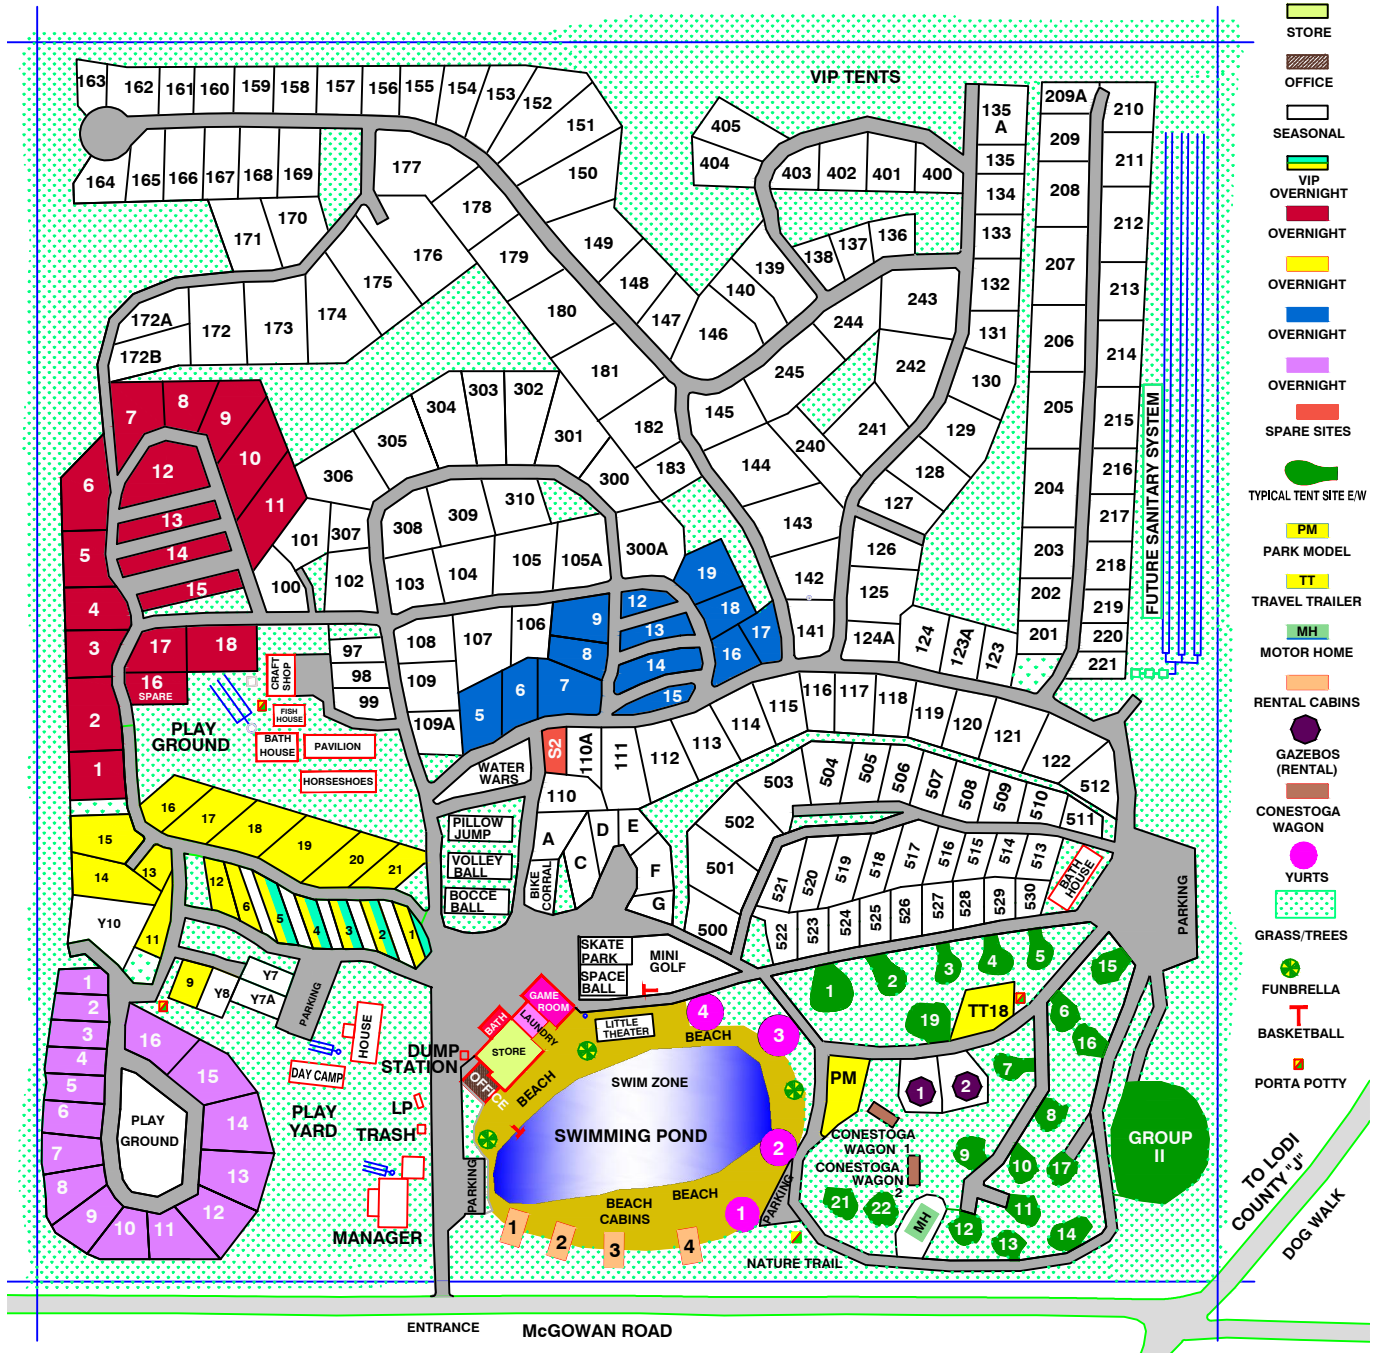 STORE
OFFICE
SEASONAL
VIP
OVERNIGHT
OVERNIGHT
OVERNIGHT
OVERNIGHT
OVERNIGHT
SPARE SITES
TYPICAL TENT SITE E/W
PM
PARK MODEL
TT
TRAVEL TRAILER
MH
MOTOR HOME
RENTAL CABINS
GAZEBOS
(RENTAL)
CONESTOGA
WAGON
YURTS
GRASS/TREES
FUNBRELLA
BASKETBALL
PORTA POTTY
VIP TENTS
163 162 161 160 159 158 157 156 155 154 153 152
151
150
164 165 166 167 168 169
177
170
171
178
149
179
148
176
175
147
180
174
173
172
172A
172B
181
146
140
139
138
137
136
405
404
403 402 401 400
135
A
135
134
133
132
131
130
129
128
127
126
125
124A
124
123A
123
243
244
242
245
241
240
145
144
143
142
141
209A
209
208
207
206
205
204
203
202
201
210
211
212
213
214
215
216
217
218
219
220
221
FUTURE SANITARY SYSTEM
182
183
303 302
304
301
305
300
306
310
309
308
307
101
100
102
103
104
105
105A
300A
106
107
108
109
109A
97
98
99
7
8
9
10
11
12
13
14
15
6
5
4
3
2
1
17
18
16
SPARE
19
18
17
16
12
13
14
15
9
8
7
6
5
CRAFT
SHOP
FISH
HOUSE
BATH
HOUSE
PAVILION
HORSESHOES
PLAY
GROUND
WATER
WARS
S2
110A
111
112
113
114
115
116 117 118 119 120 121
122
512
110
PILLOW
JUMP
VOLLEY
BALL
BOCCE
BALL
BIKE
CORRAL
A
C
D
E
F
G
503
504
505
506
507
508
509
510
511
502
501
500
521
520
519
518
517
516
515
514
513
522
523
524
525
526
527
528
529
530
BATH
HOUSE
PARKING
16
17
18
19
20
21
15
14
13
12
11
6
5
4
3
2
1
9
Y10
Y8
Y7
Y7A
PARKING
HOUSE
DAY CAMP
PLAY
YARD
DUMP
STATION
LP
TRASH
MANAGER
PARKING
1
2
3
4
5
6
7
8
9
10
11
12
13
14
15
16
PLAY
GROUND
SKATE
PARK
SPACE
BALL
MINI
GOLF
GAME
ROOM
LAUNDRY
BATH
STORE
OFFICE
LITTLE
THEATER
BEACH
BEACH
SWIM ZONE
SWIMMING POND
BEACH
BEACH
CABINS
1
2
3
4
4
3
2
1
PARKING
NATURE TRAIL
1
2
3
4
5
15
19
TT18
6
16
7
8
9
10
17
11
12
13
14
21
22
PM
1
2
CONESTOGA
WAGON 1
CONESTOGA
WAGON
2
MH
GROUP
II
TO LODI
COUNTY "J"
DOG WALK
ENTRANCE
McGOWAN ROAD